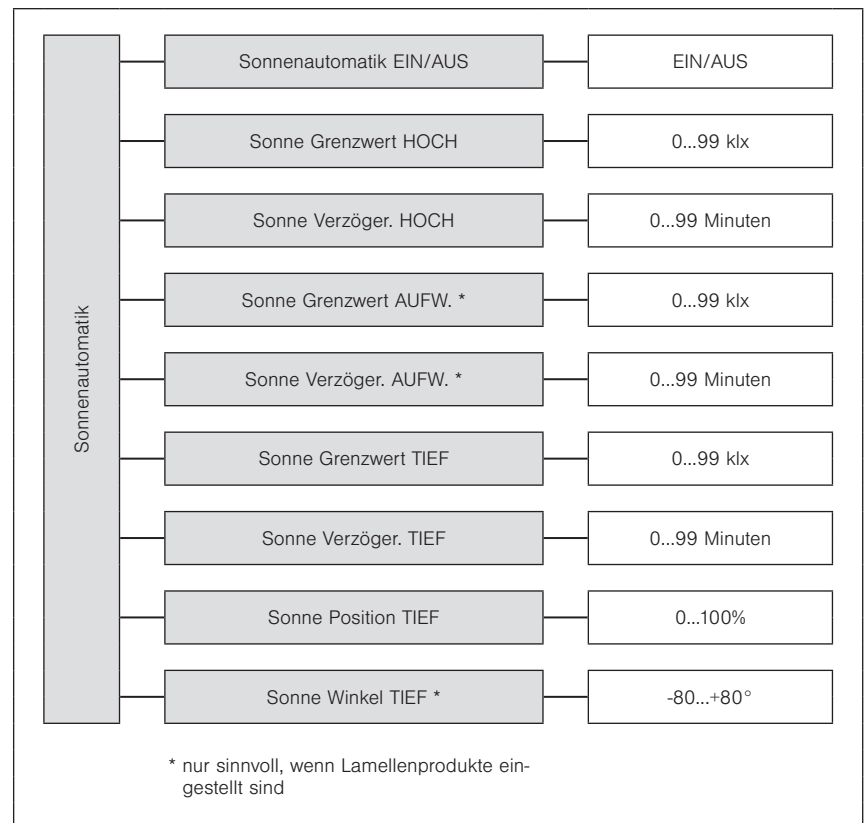 Sonnenautomatik
Sonnenautomatik EIN/AUS
EIN/AUS
Sonne Grenzwert HOCH
0...99 klx
Sonne Verzöger. HOCH
0...99 Minuten
Sonne Grenzwert AUFW. *
0...99 klx
Sonne Verzöger. AUFW. *
0...99 Minuten
Sonne Grenzwert TIEF
0...99 klx
Sonne Verzöger. TIEF
0...99 Minuten
Sonne Position TIEF
0...100%
Sonne Winkel TIEF *
-80...+80°
* nur sinnvoll, wenn Lamellenprodukte ein-
gestellt sind